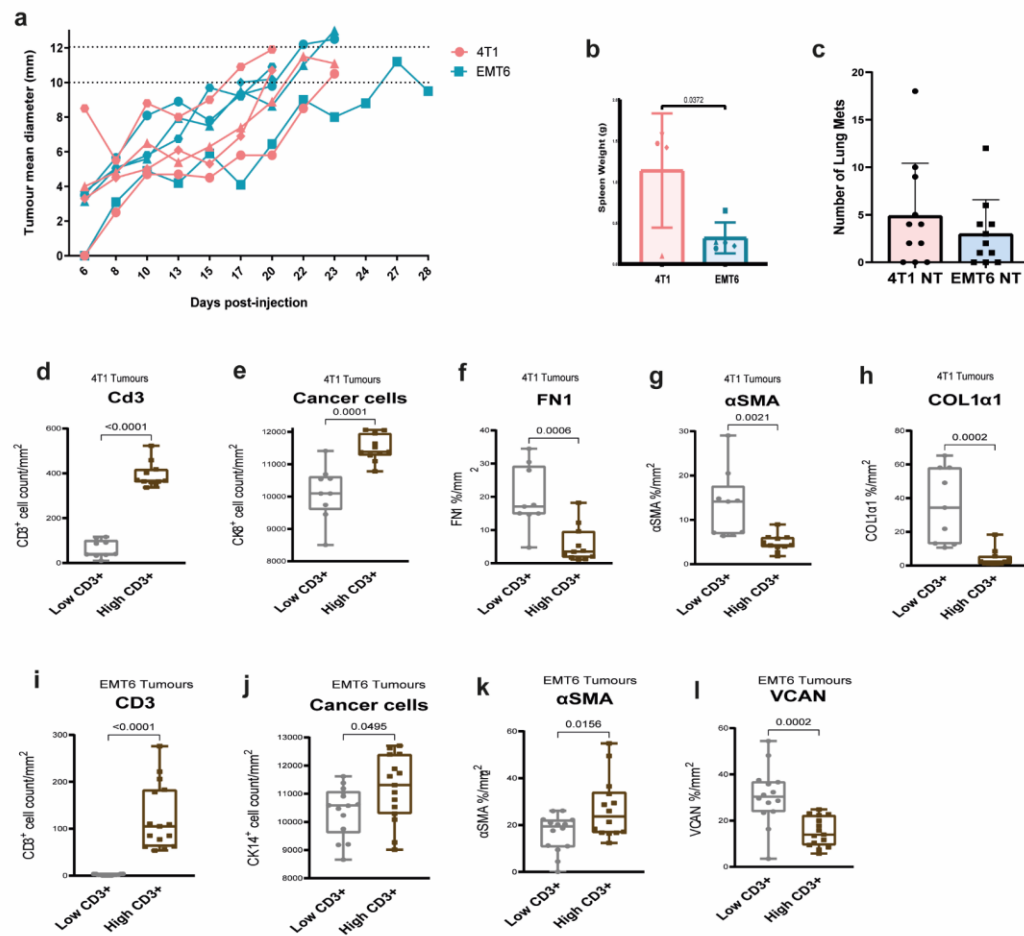 a
Tumour mean diameter (mm)
12
10
8
6
4
2
0
6 8 10 13 15 17 20 22 23 24 27 28
Days post-injection
4T1
EMT6
b
0.0372
Spleen Weight (g)
4T1 EMT6
c
Number of Lung Mets
20
15
10
5
0
4T1 NT EMT6 NT
d
4T1 Tumours
Cd3
<0.0001
CD3+ cell count/mm2
600
400
200
0
Low CD3+ High CD3+
e
4T1 Tumours
Cancer cells
0.0001
CK8+ cell count/mm2
12000
11000
10000
9000
8000
Low CD3+ High CD3+
f
4T1 Tumours
FN1
0.0006
FN1 %/mm2
40
30
20
10
0
Low CD3+ High CD3+
g
4T1 Tumours
αSMA
0.0021
αSMA %/mm2
30
20
10
0
Low CD3+ High CD3+
h
4T1 Tumours
COL1α1
0.0002
COL1α1 %/mm2
80
60
40
20
0
Low CD3+ High CD3+
i
EMT6 Tumours
CD3
<0.0001
CD3+ cell count/mm2
300
200
100
0
Low CD3+ High CD3+
j
EMT6 Tumours
Cancer cells
0.0495
CK14+ cell count/mm2
13000
12000
11000
10000
9000
8000
Low CD3+ High CD3+
k
EMT6 Tumours
αSMA
0.0156
αSMA %/mm2
60
40
20
0
Low CD3+ High CD3+
l
EMT6 Tumours
VCAN
0.0002
VCAN %/mm2
60
40
20
0
Low CD3+ High CD3+